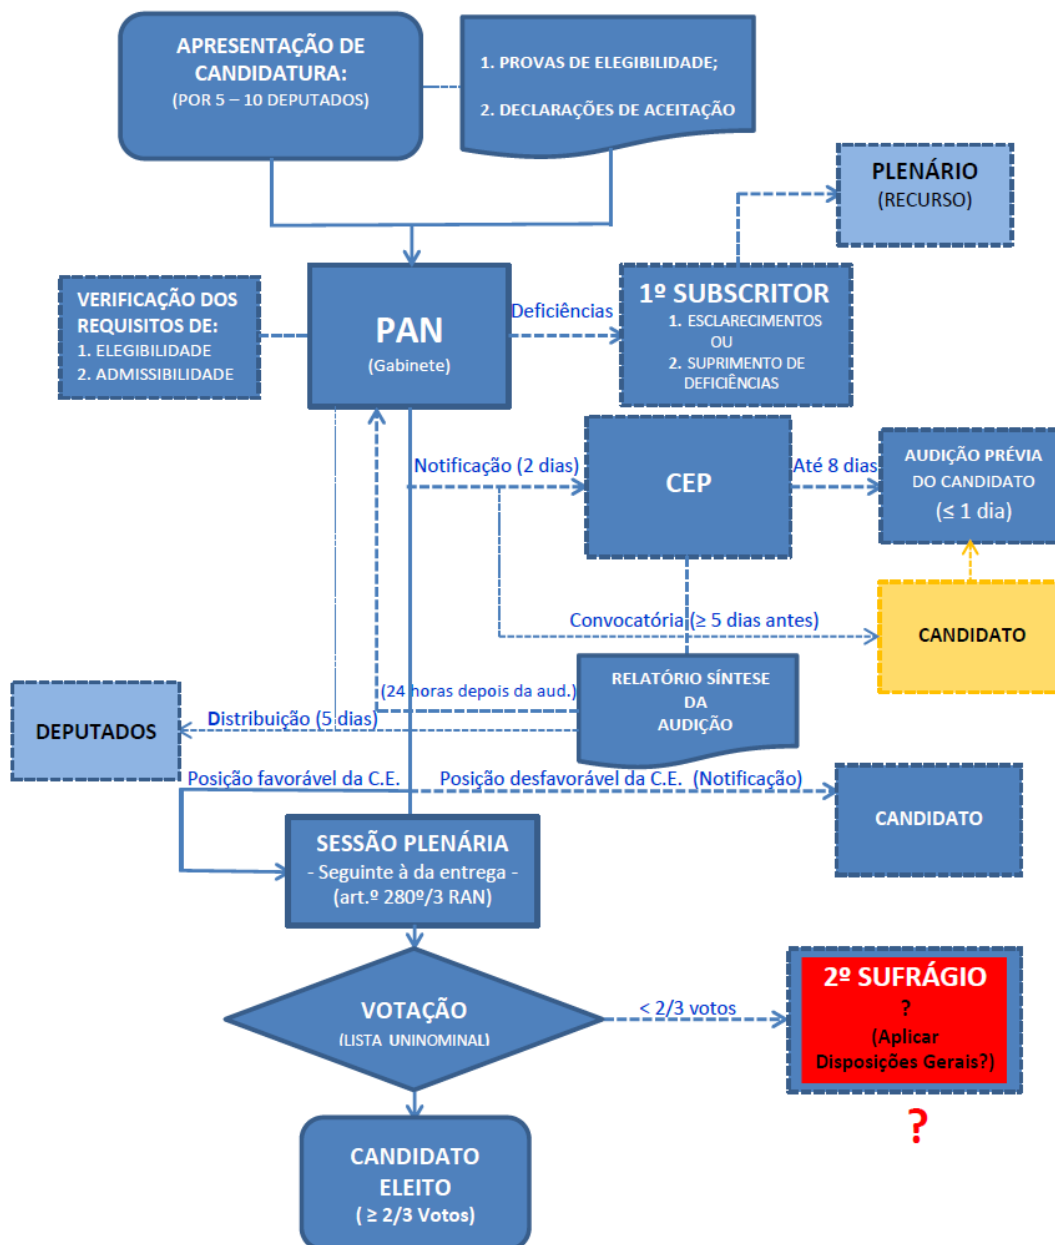 APRESENTAÇÃO DE
CANDIDATURA:
(POR 5 – 10 DEPUTADOS)
1. PROVAS DE ELEGIBILIDADE;
2. DECLARAÇÕES DE ACEITAÇÃO
PLENÁRIO
(RECURSO)
VERIFICAÇÃO DOS
REQUISITOS DE:
1. ELEGIBILIDADE
2. ADMISSIBILIDADE
PAN
(Gabinete)
Deficiências
1º SUBSCRITOR
1. ESCLARECIMENTOS
OU
2. SUPRIMENTO DE
DEFICIÊNCIAS
Notificação (2 dias)
CEP
Até 8 dias
AUDIÇÃO PRÉVIA
DO CANDIDATO
(≤ 1 dia)
Convocatória (≥ 5 dias antes)
CANDIDATO
RELATÓRIO SÍNTESE
DA
AUDIÇÃO
(24 horas depois da aud.)
DEPUTADOS
Distribuição (5 dias)
Posição favorável da C.E.
Posição desfavorável da C.E. (Notificação)
CANDIDATO
SESSÃO PLENÁRIA
- Seguinte à da entrega -
(art.º 280º/3 RAN)
VOTAÇÃO
(LISTA UNINOMINAL)
< 2/3 votos
2º SUFRÁGIO
?
(Aplicar
Disposições Gerais?)
?
CANDIDATO
ELEITO
( ≥ 2/3 Votos)